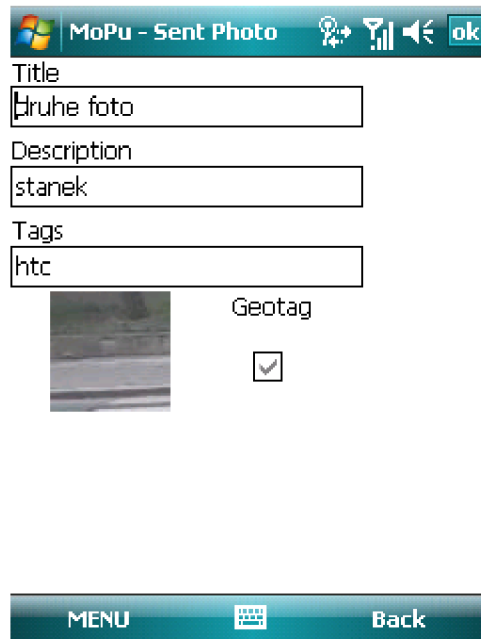 MoPu - Sent Photo ok
Title
druhe foto
Description
stanek
Tags
htc
Geotag
MENU Back